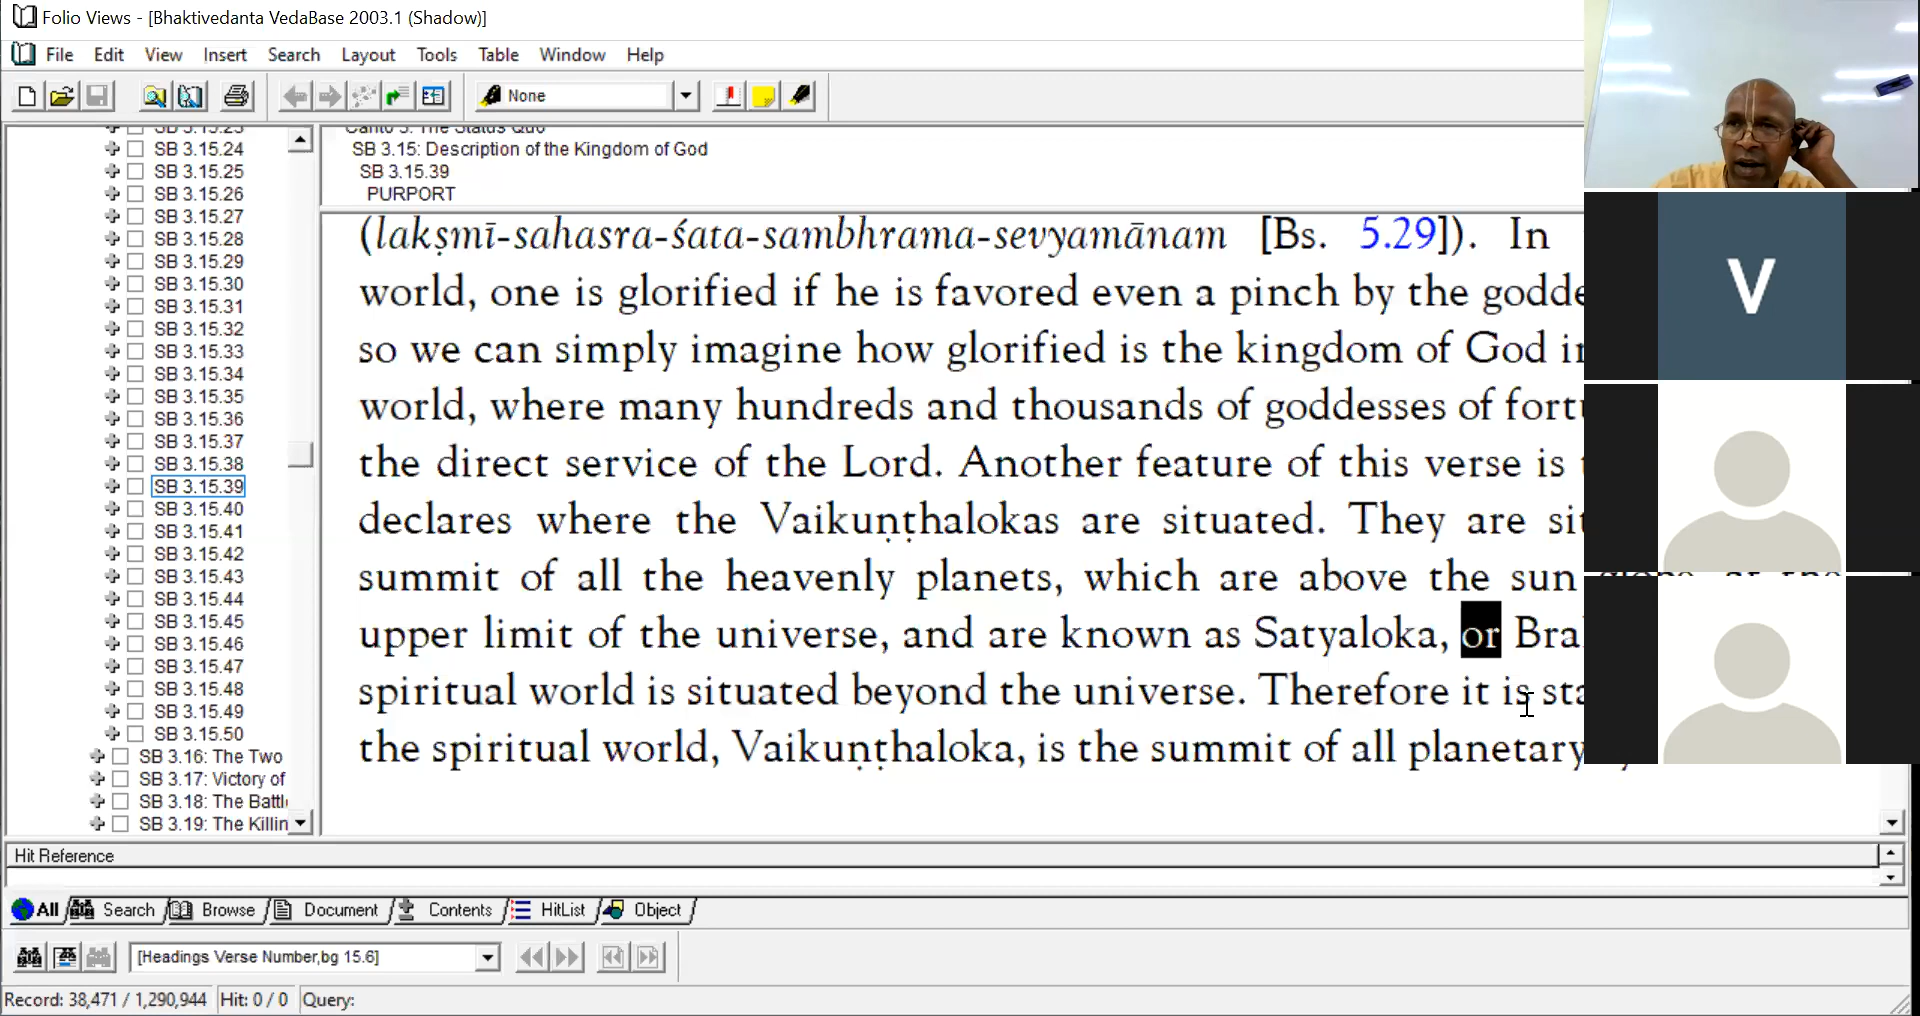 Folio Views - [Bhaktivedanta VedaBase 2003.1 (Shadow)]
File Edit View Insert Search Layout Tools Table Window Help
None
SB 3.15.23
SB 3.15.24
SB 3.15.25
SB 3.15.26
SB 3.15.27
SB 3.15.28
SB 3.15.29
SB 3.15.30
SB 3.15.31
SB 3.15.32
SB 3.15.33
SB 3.15.34
SB 3.15.35
SB 3.15.36
SB 3.15.37
SB 3.15.38
SB 3.15.39
SB 3.15.40
SB 3.15.41
SB 3.15.42
SB 3.15.43
SB 3.15.44
SB 3.15.45
SB 3.15.46
SB 3.15.47
SB 3.15.48
SB 3.15.49
SB 3.15.50
SB 3.16: The Two
SB 3.17: Victory of
SB 3.18: The Battl
SB 3.19: The Killin
Canto 3: The Status Quo
SB 3.15: Description of the Kingdom of God
SB 3.15.39
PURPORT
(lakṣmī-sahasra-śata-sambhrama-sevyamānam [Bs. 5.29]). In
world, one is glorified if he is favored even a pinch by the godde
so we can simply imagine how glorified is the kingdom of God in
world, where many hundreds and thousands of goddesses of fortu
the direct service of the Lord. Another feature of this verse is
declares where the Vaikuṇṭhalokas are situated. They are sit
summit of all the heavenly planets, which are above the sun
upper limit of the universe, and are known as Satyaloka, or Bra
spiritual world is situated beyond the universe. Therefore it is sta
the spiritual world, Vaikuṇṭhaloka, is the summit of all planetary
V
Hit Reference
All Search Browse Document Contents HitList Object
[Headings Verse Number,bg 15.6]
Record: 38,471 / 1,290,944 Hit: 0 / 0 Query: